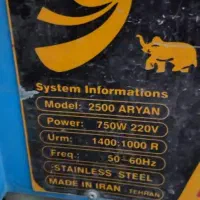 System Informations
Model: 2500 ARYAN
Power: 750W 220V
Urm: 1400:1000 R
Freq.: 50-60Hz
STAINLESS STEEL
MADE IN IRAN - TEHRAN